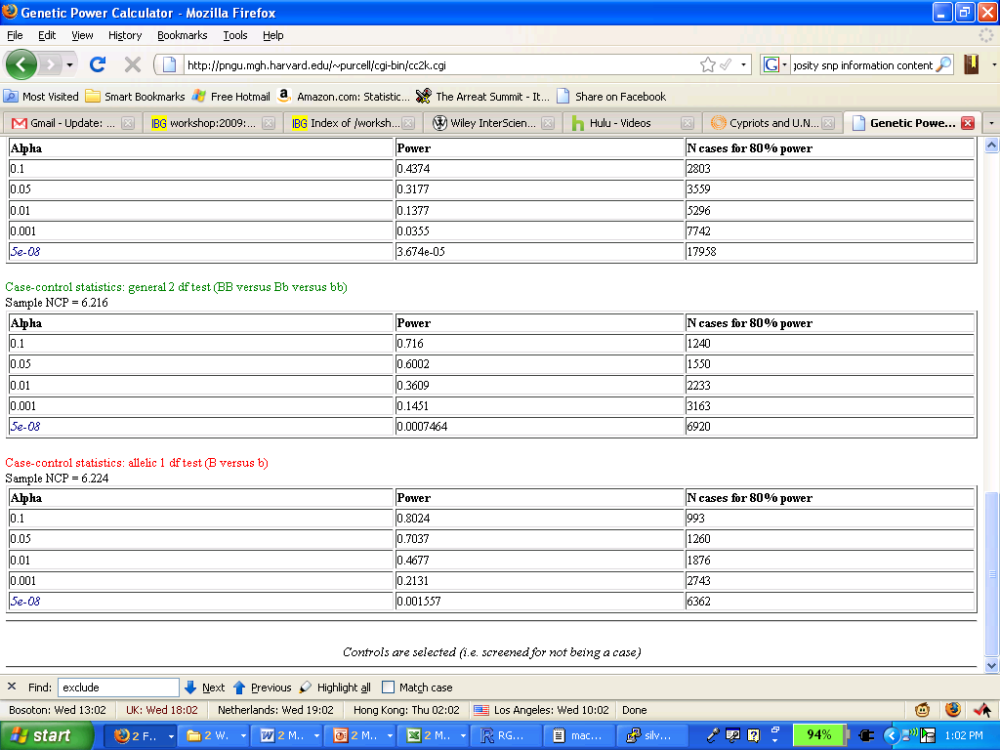 Genetic Power Calculator - Mozilla Firefox
File Edit View History Bookmarks Tools Help
http://pngu.mgh.harvard.edu/~purcell/cgi-bin/cc2k.cgi G josity snp information content
Most Visited Smart Bookmarks Free Hotmail a Amazon.com: Statistic... The Arreat Summit - It... Share on Facebook
Gmail - Update: ... IBG workshop:2009:... IBG Index of /worksh... Wiley InterScien... h Hulu - Videos Cypriots and U.N... Genetic Powe...
Alpha Power N cases for 80% power
0.1 0.4374 2803
0.05 0.3177 3559
0.01 0.1377 5296
0.001 0.0355 7742
5e-08 3.674e-05 17958
Case-control statistics: general 2 df test (BB versus Bb versus bb)
Sample NCP = 6.216
Alpha Power N cases for 80% power
0.1 0.716 1240
0.05 0.6002 1550
0.01 0.3609 2233
0.001 0.1451 3163
5e-08 0.0007464 6920
Case-control statistics: allelic 1 df test (B versus b)
Sample NCP = 6.224
Alpha Power N cases for 80% power
0.1 0.8024 993
0.05 0.7037 1260
0.01 0.4677 1876
0.001 0.2131 2743
5e-08 0.001557 6362
Controls are selected (i.e. screened for not being a case)
Find: exclude Next Previous Highlight all Match case
Bosoton: Wed 13:02 UK: Wed 18:02 Netherlands: Wed 19:02 Hong Kong: Thu 02:02 Los Angeles: Wed 10:02 Done
start 2 F.. 2 W.. 2 M.. 2 M.. 2 M.. RG... mac... silv... 94% 1:02 PM